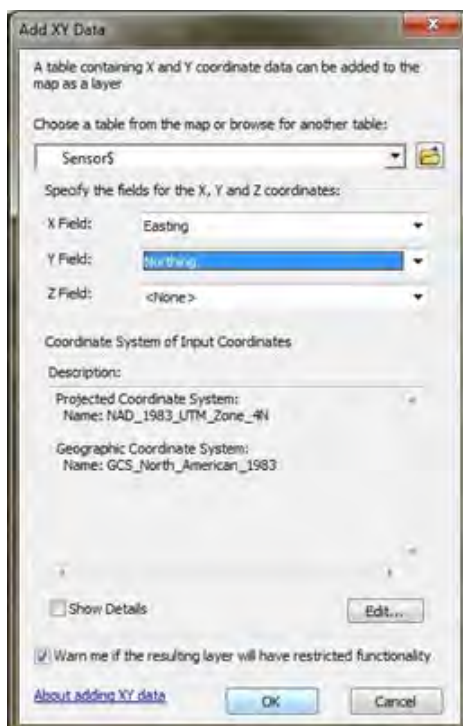 Add XY Data
A table containing X and Y coordinate data can be added to the
map as a layer
Choose a table from the map or browse for another table:
Sensor$
Specify the fields for the X, Y and Z coordinates:
X Field: Easting
Y Field: Northing
Z Field: <None>
Coordinate System of Input Coordinates
Description:
Projected Coordinate System:
Name: NAD_1983_UTM_Zone_4N
Geographic Coordinate System:
Name: GCS_North_American_1983
Show Details Edit...
Warn me if the resulting layer will have restricted functionality
About adding XY data OK Cancel